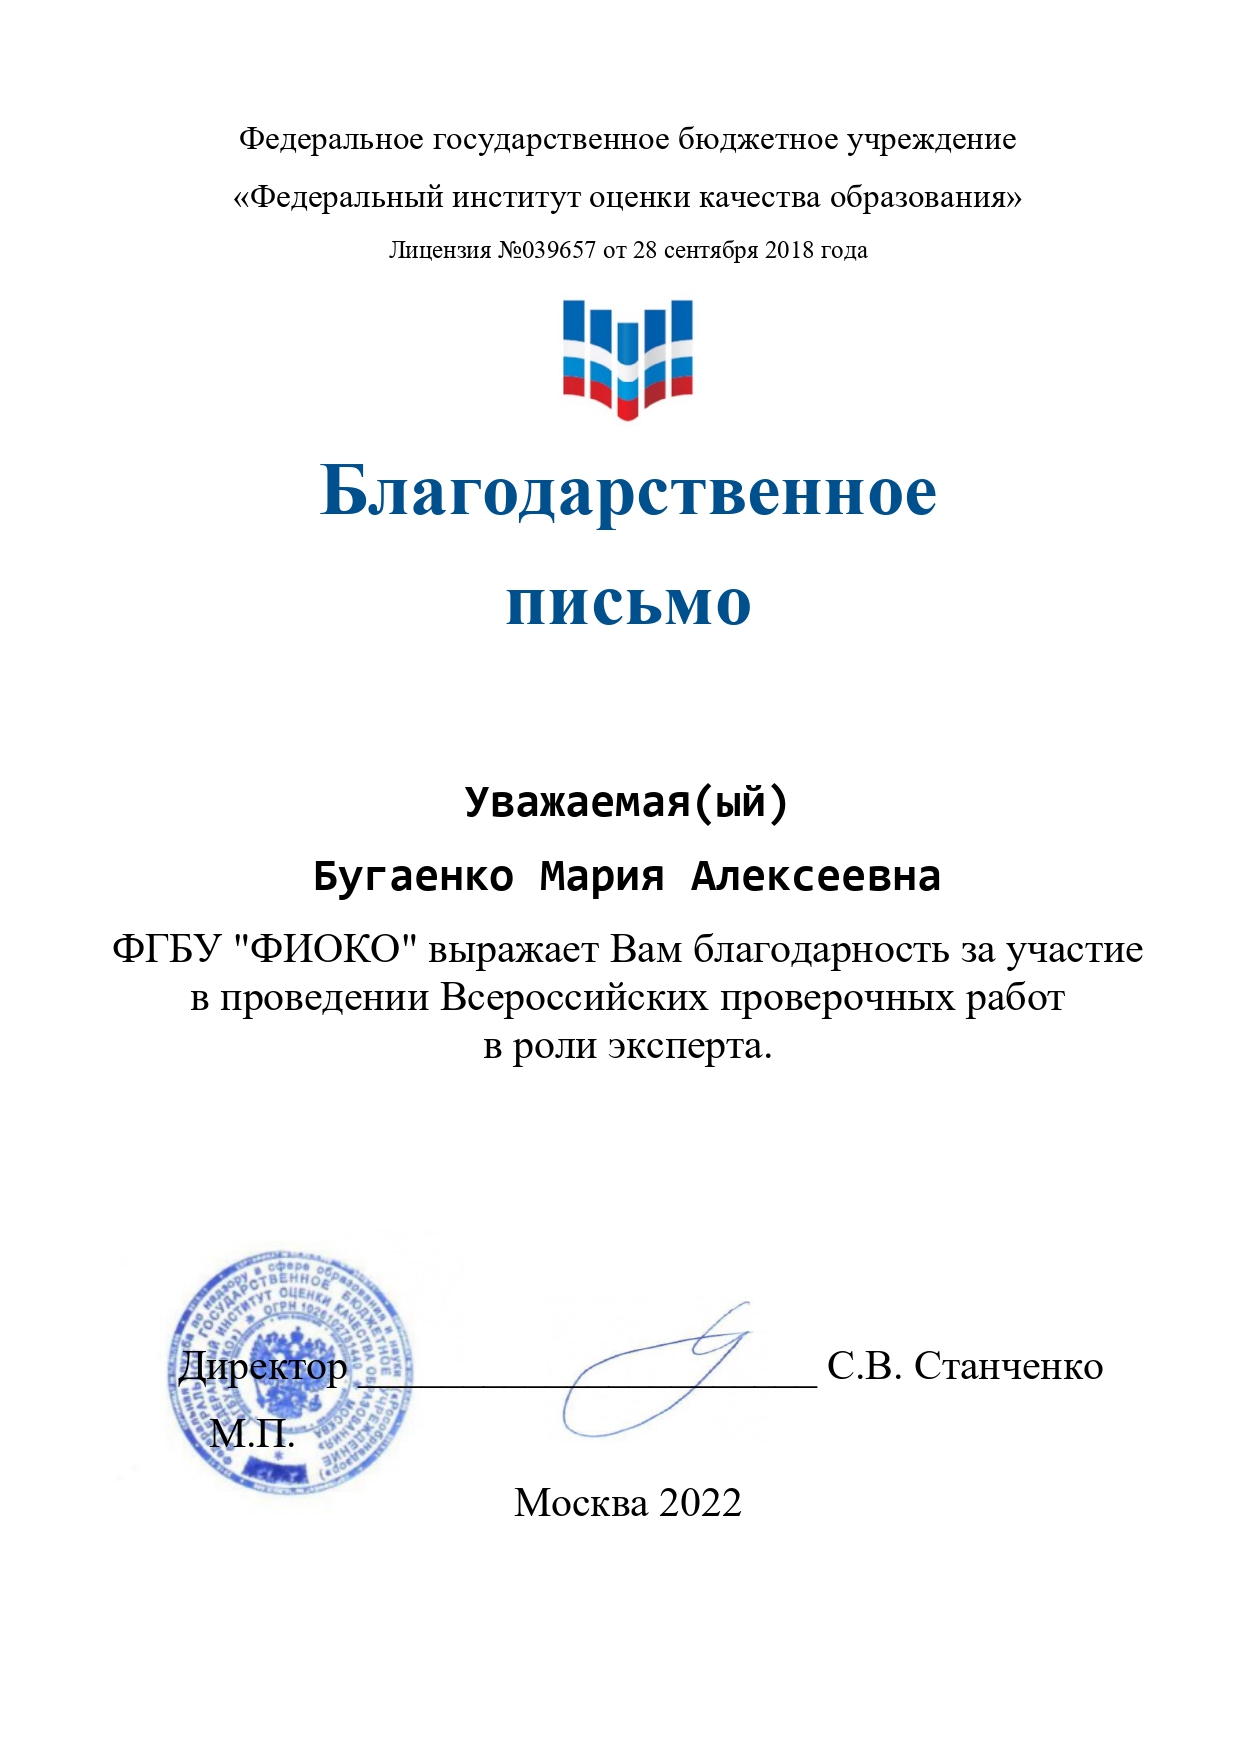 Федеральное государственное бюджетное учреждение
«Федеральный институт оценки качества образования»
Лицензия №039657 от 28 сентября 2018 года
Благодарственное
письмо
Уважаемая(ый)
Бугаенко Мария Алексеевна
ФГБУ "ФИОКО" выражает Вам благодарность за участие
в проведении Всероссийских проверочных работ
в роли эксперта.
Директор ______________________ С.В. Станченко
М.П.
Москва 2022